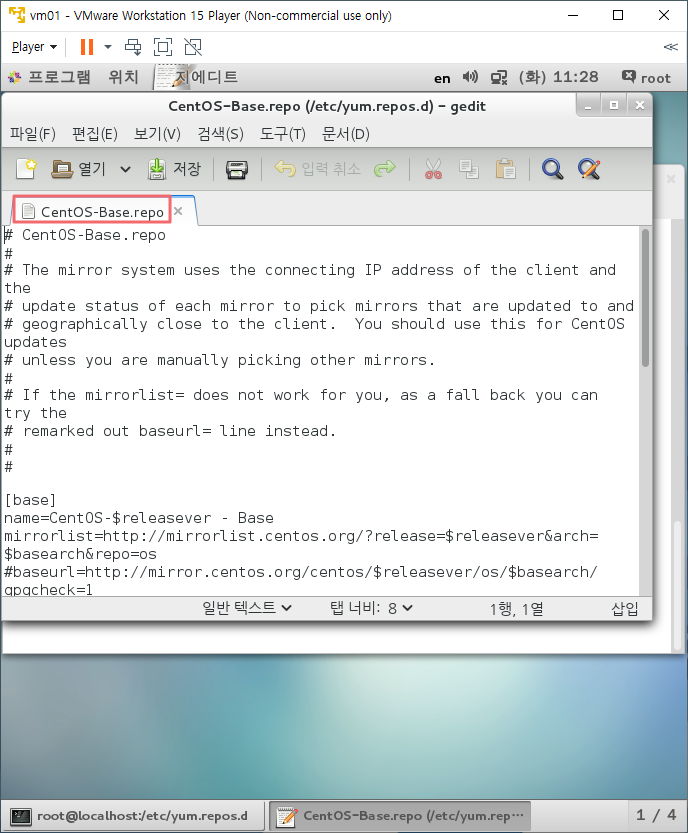 vm01 - VMware Workstation 15 Player (Non-commercial use only)
Player
프로그램 위치 지에디트 en (화) 11:28 root
CentOS-Base.repo (/etc/yum.repos.d) - gedit
파일(F) 편집(E) 보기(V) 검색(S) 도구(T) 문서(D)
열기 저장 입력 취소
CentOS-Base.repo
# CentOS-Base.repo
#
# The mirror system uses the connecting IP address of the client and
the
# update status of each mirror to pick mirrors that are updated to and
# geographically close to the client.  You should use this for CentOS
updates
# unless you are manually picking other mirrors.
#
# If the mirrorlist= does not work for you, as a fall back you can
try the
# remarked out baseurl= line instead.
#
#
[base]
name=CentOS-$releasever - Base
mirrorlist=http://mirrorlist.centos.org/?release=$releasever&arch=
$basearch&repo=os
#baseurl=http://mirror.centos.org/centos/$releasever/os/$basearch/
gpgcheck=1
일반 텍스트 탭 너비: 8 1행, 1열 삽입
root@localhost:/etc/yum.repos.d CentOS-Base.repo (/etc/yum.rep··· 1 / 4